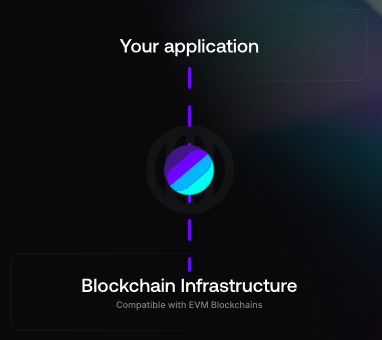 Your application
Blockchain Infrastructure
Compatible with EVM Blockchains